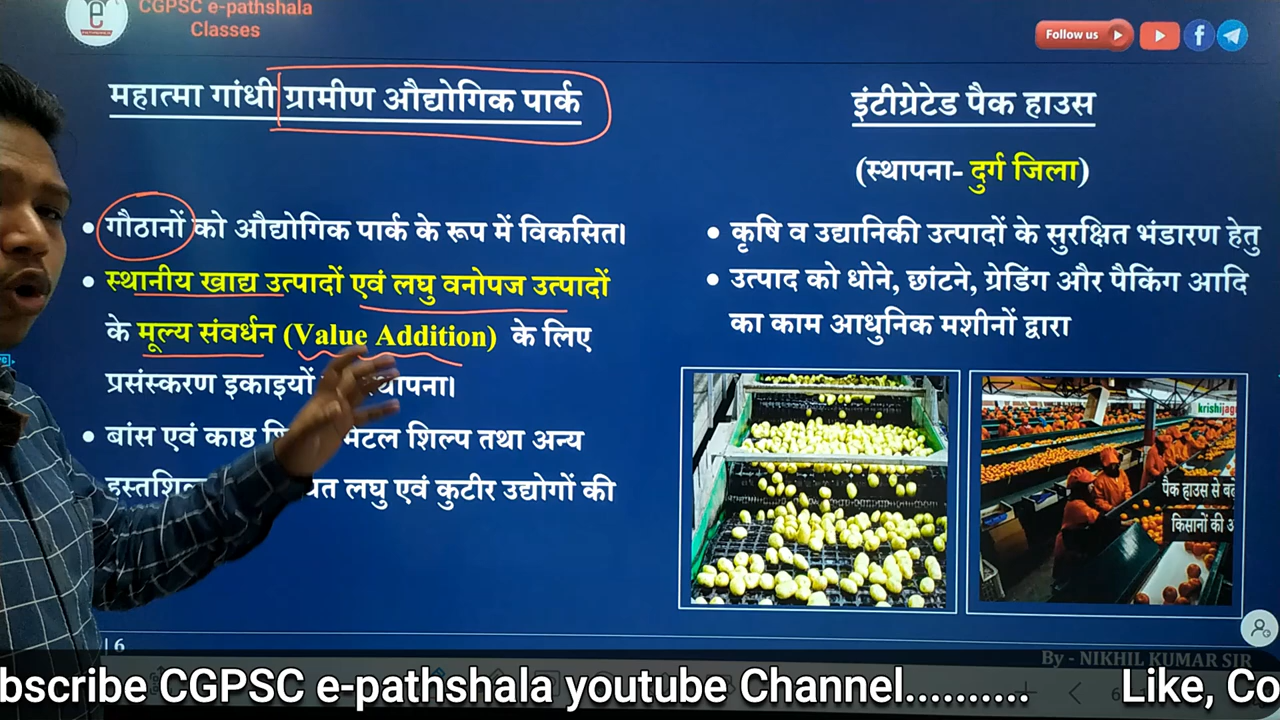 CGPSC e-pathshala
Classes
e
Follow us
महात्मा गांधी ग्रामीण औद्योगिक पार्क
• गौठानों को औद्योगिक पार्क के रूप में विकसित।
• स्थानीय खाद्य उत्पादों एवं लघु वनोपज उत्पादों
के मूल्य संवर्धन (Value Addition) के लिए
प्रसंस्करण इकाइयों
• बांस एवं काष्ठ शिल्प तथा अन्य
लघु एवं कुटीर उद्योगों की
इंटीग्रेटेड पैक हाउस
(स्थापना- दुर्ग जिला)
• कृषि व उद्यानिकी उत्पादों के सुरक्षित भंडारण हेतु
• उत्पाद को धोने, छांटने, ग्रेडिंग और पैकिंग आदि
का काम आधुनिक मशीनों द्वारा
krishijag
पैक हाउस से
किसानों की
| 6
By - NIKHIL KUMAR SIR
bscribe CGPSC e-pathshala youtube Channel.......... Like, Co